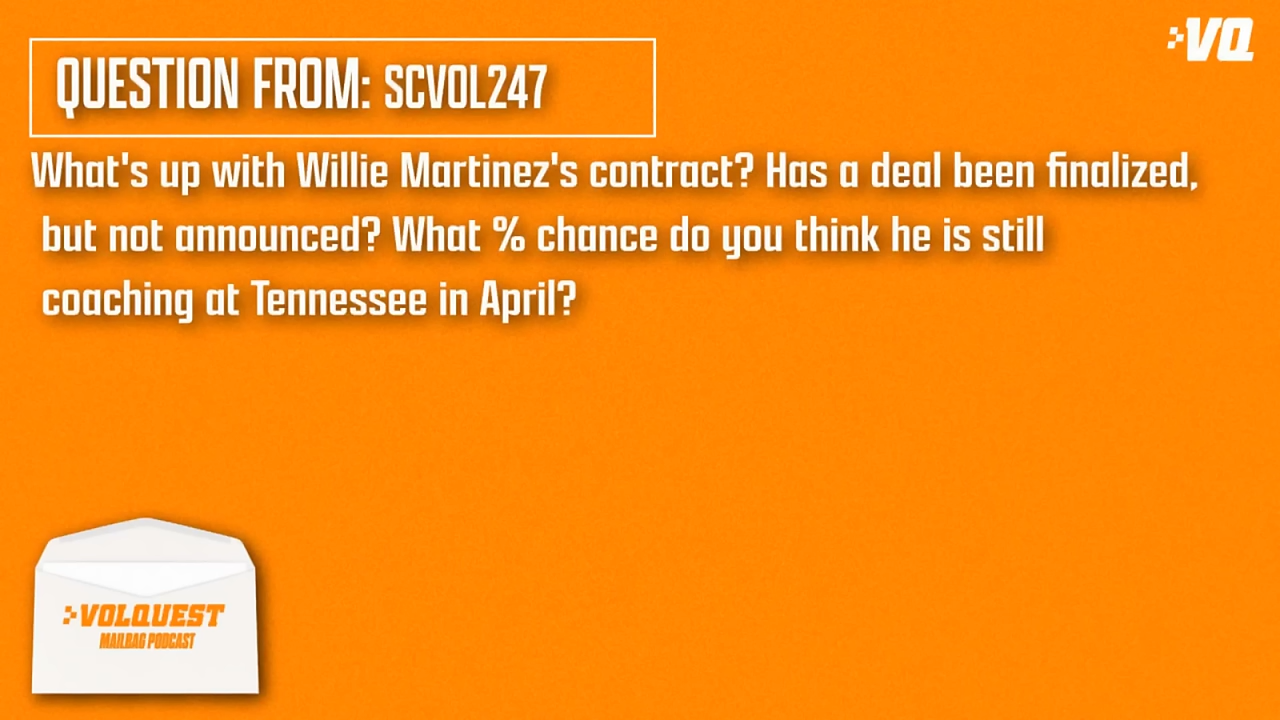 VQ
QUESTION FROM: SCVOL247
What's up with Willie Martinez's contract? Has a deal been finalized,
but not announced? What % chance do you think he is still
coaching at Tennessee in April?
VOLQUEST
MAILBAG PODCAST